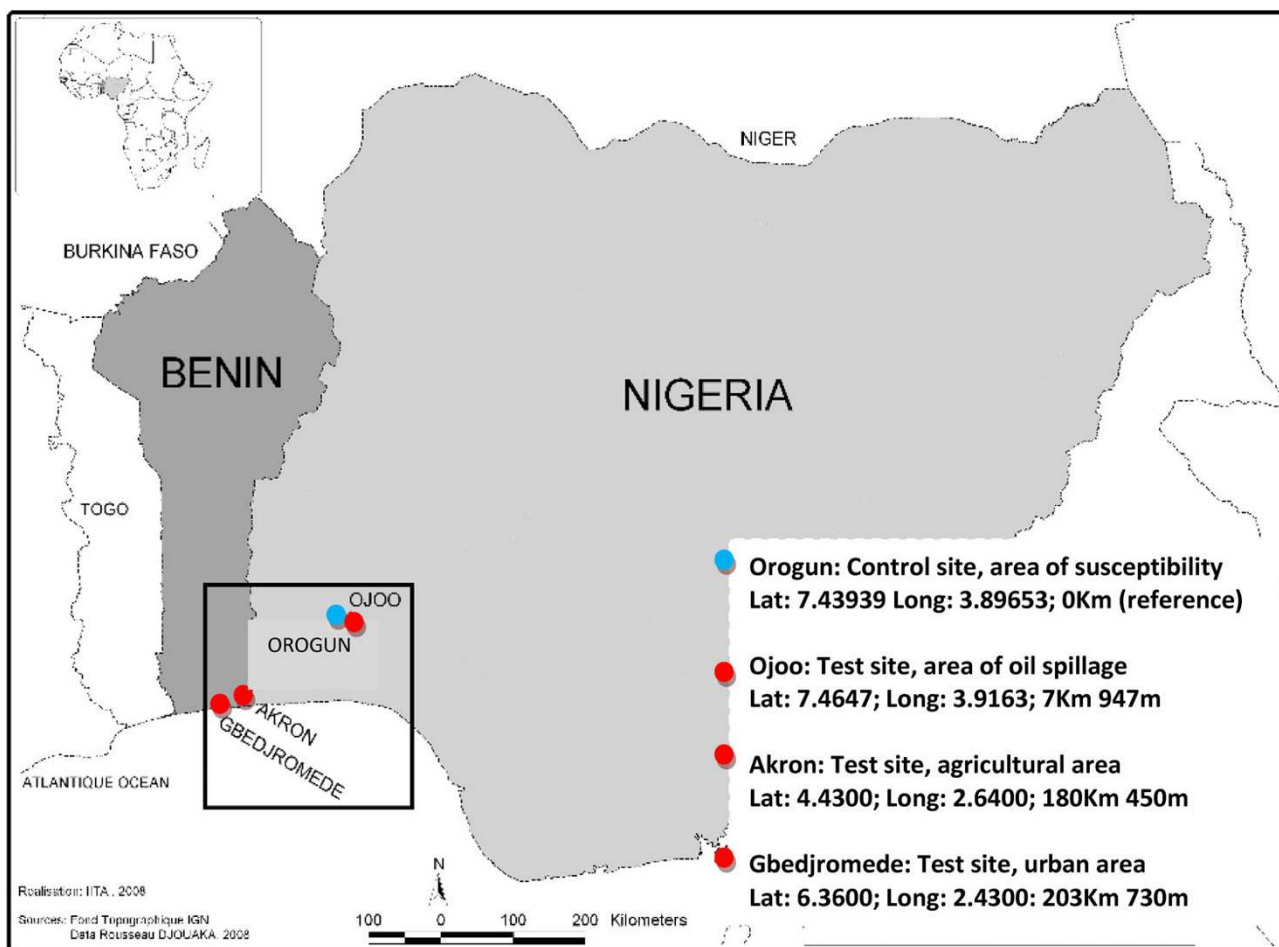 NIGER
BURKINA FASO
BENIN
NIGERIA
TOGO
OJOO
OROGUN
AKRON
GBEDJROMEDE
ATLANTIQUE OCEAN
Orogun: Control site, area of susceptibility
Lat: 7.43939 Long: 3.89653; 0Km (reference)
Ojoo: Test site, area of oil spillage
Lat: 7.4647; Long: 3.9163; 7Km 947m
Akron: Test site, agricultural area
Lat: 4.4300; Long: 2.6400; 180Km 450m
Gbedjromede: Test site, urban area
Lat: 6.3600; Long: 2.4300: 203Km 730m
N
100 0 100 200 Kilometers
Realisation: IITA , 2008
Sources: Fond Topographique IGN
Data Rousseau DJOUAKA, 2008